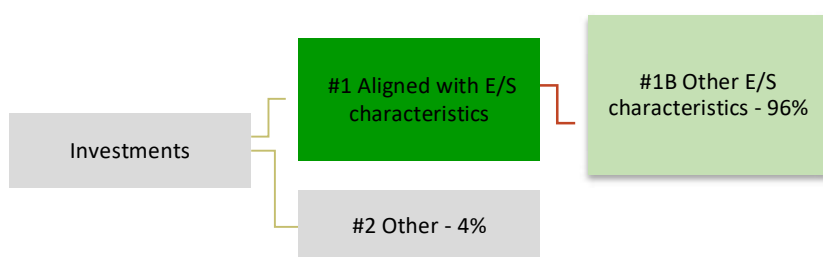 #1 Aligned with E/S
characteristics
#1B Other E/S
characteristics - 96%
Investments
#2 Other - 4%